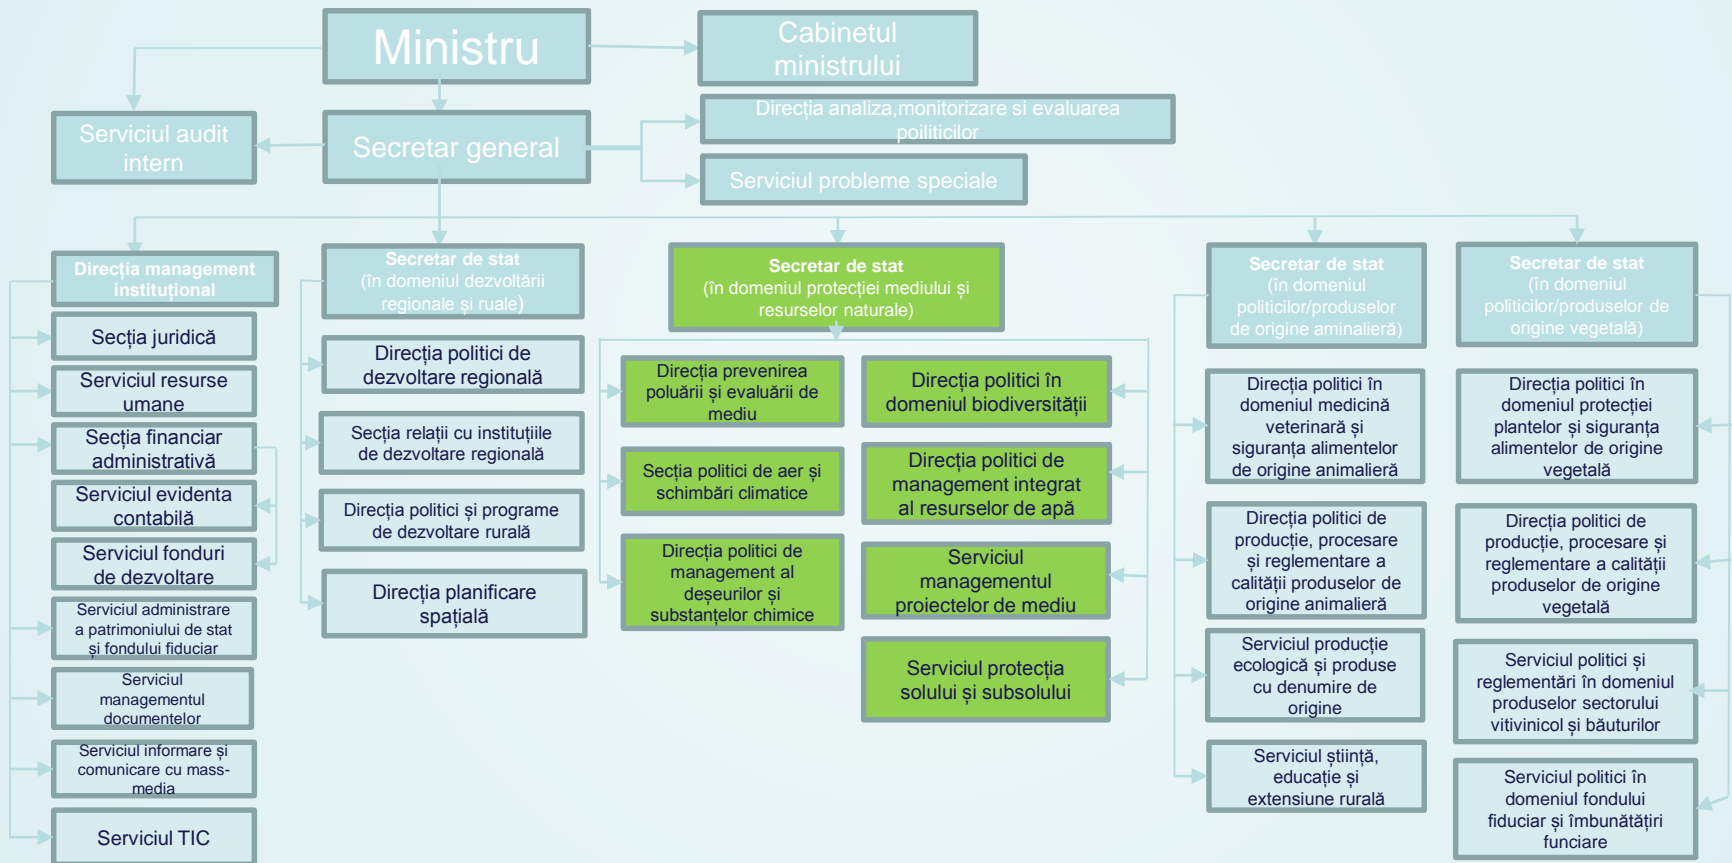 Ministru
Cabinetul
ministrului
Serviciul audit
intern
Secretar general
Direcția analiza,monitorizare si evaluarea
poiliticilor
Serviciul probleme speciale
Direcția management
instituțional
Secția juridică
Serviciul resurse
umane
Secția financiar
administrativă
Serviciul evidenta
contabilă
Serviciul fonduri
de dezvoltare
Serviciul administrare
a patrimoniului de stat
și fondului fiduciar
Serviciul
managementul
documentelor
Serviciul informare și
comunicare cu mass-
media
Serviciul TIC
Secretar de stat
(în domeniul dezvoltării
regionale și ruale)
Direcția politici de
dezvoltare regională
Secția relații cu instituțiile
de dezvoltare regională
Direcția politici și programe
de dezvoltare rurală
Direcția planificare
spațială
Secretar de stat
(în domeniul protecției mediului și
resurselor naturale)
Direcția prevenirea
poluării și evaluării de
mediu
Secția politici de aer și
schimbări climatice
Direcția politici de
management al
deșeurilor și
substanțelor chimice
Direcția politici în
domeniul biodiversității
Direcția politici de
management integrat
al resurselor de apă
Serviciul
managementul
proiectelor de mediu
Serviciul protecția
solului și subsolului
Secretar de stat
(în domeniul
politicilor/produselor
de origine aminalieră)
Direcția politici în
domeniul medicină
veterinară și
siguranța alimentelor
de origine animalieră
Direcția politici de
producție, procesare
și reglementare a
calității produselor de
origine animalieră
Serviciul producție
ecologică și produse
cu denumire de
origine
Serviciul știință,
educație și
extensiune rurală
Secretar de stat
(în domeniul
politicilor/produselor de
origine vegetală)
Direcția politici în
domeniul protecției
plantelor și siguranța
alimentelor de origine
vegetală
Direcția politici de
producție, procesare și
reglementare a calității
produselor de origine
vegetală
Serviciul politici și
reglementări în domeniul
produselor sectorului
vitivinicol și băuturilor
Serviciul politici în
domeniul fondului
fiduciar și îmbunătățiri
funciare